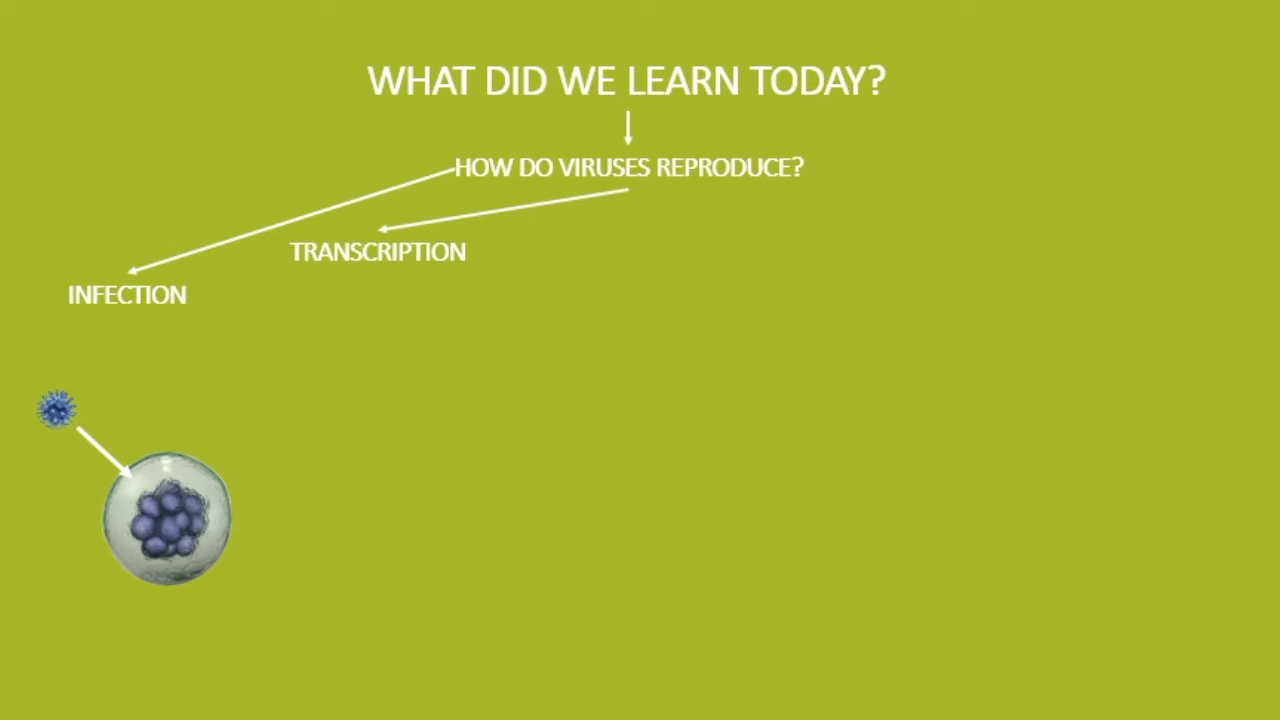 WHAT DID WE LEARN TODAY?
HOW DO VIRUSES REPRODUCE?
TRANSCRIPTION
INFECTION